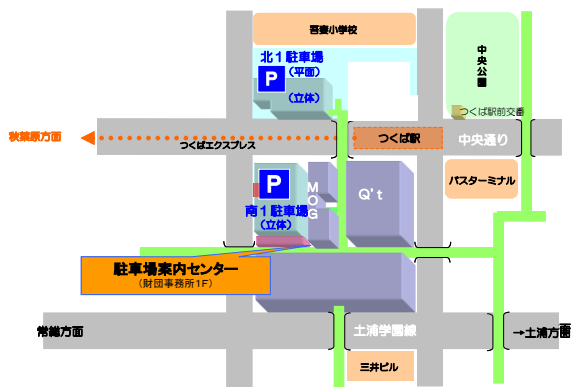 吾妻小学校
北1駐車場
(平面)
P
(立体)
中央公園
つくば駅前交番
秋葉原方面
つくばエクスプレス
つくば駅
中央通り
P
南1駐車場
(立体)
MOG
Q't
バスターミナル
駐車場案内センター
(財団事務所1F)
常総方面
土浦学園線
→土浦方面
三井ビル